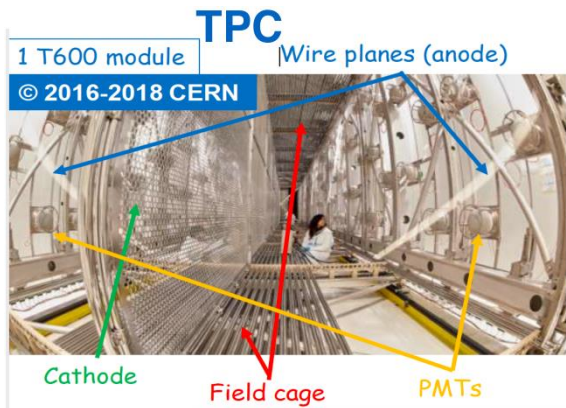 TPC
1 T600 module
Wire planes (anode)
© 2016-2018 CERN
Cathode
Field cage
PMTs